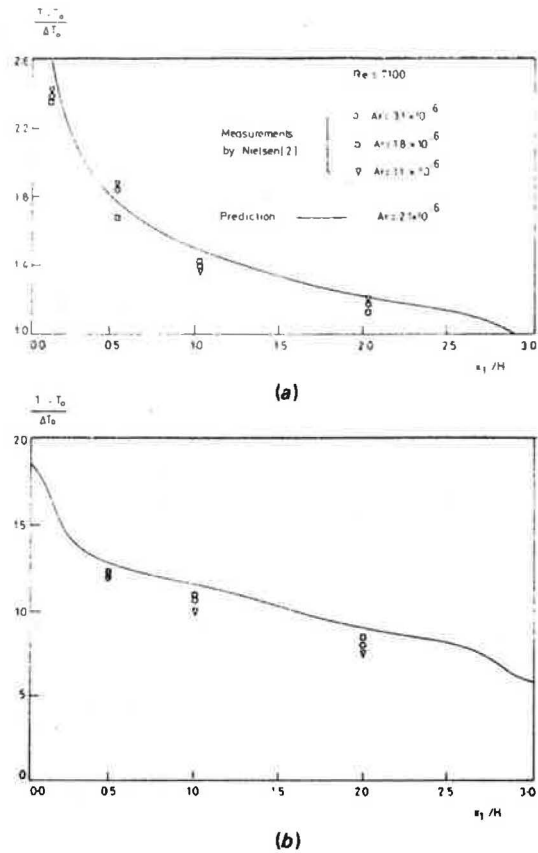 T - T₀
ΔT₀
2.6
2.2
1.8
1.4
1.0
Re = 7100
Measurements
by Nielsen [2]
Ar = 3.1×10⁻⁶
Ar = 1.8×10⁻⁶
Ar = 1.1×10⁻⁶
Prediction
Ar = 2.1×10⁻⁶
0.0 0.5 1.0 1.5 2.0 2.5 3.0
x₁/H
(a)
T - T₀
ΔT₀
20
15
10
5
0
0.0 0.5 1.0 1.5 2.0 2.5 3.0
x₁/H
(b)